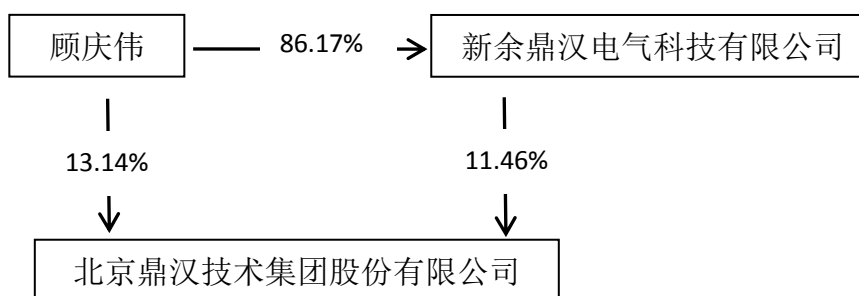 顾庆伟
86.17%
新余鼎汉电气科技有限公司
13.14%
11.46%
北京鼎汉技术集团股份有限公司